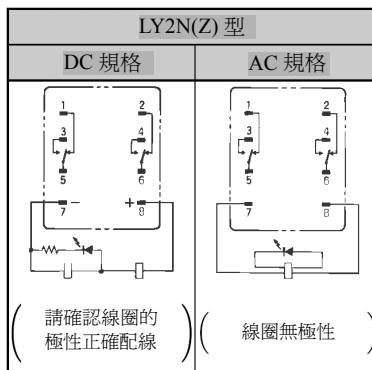 LY2N(Z) 型
DC 規格
AC 規格
1 2
3 4
5 6
7 − + 8
1 2
3 4
5 6
7 8
請確認線圈的
極性正確配線
線圈無極性